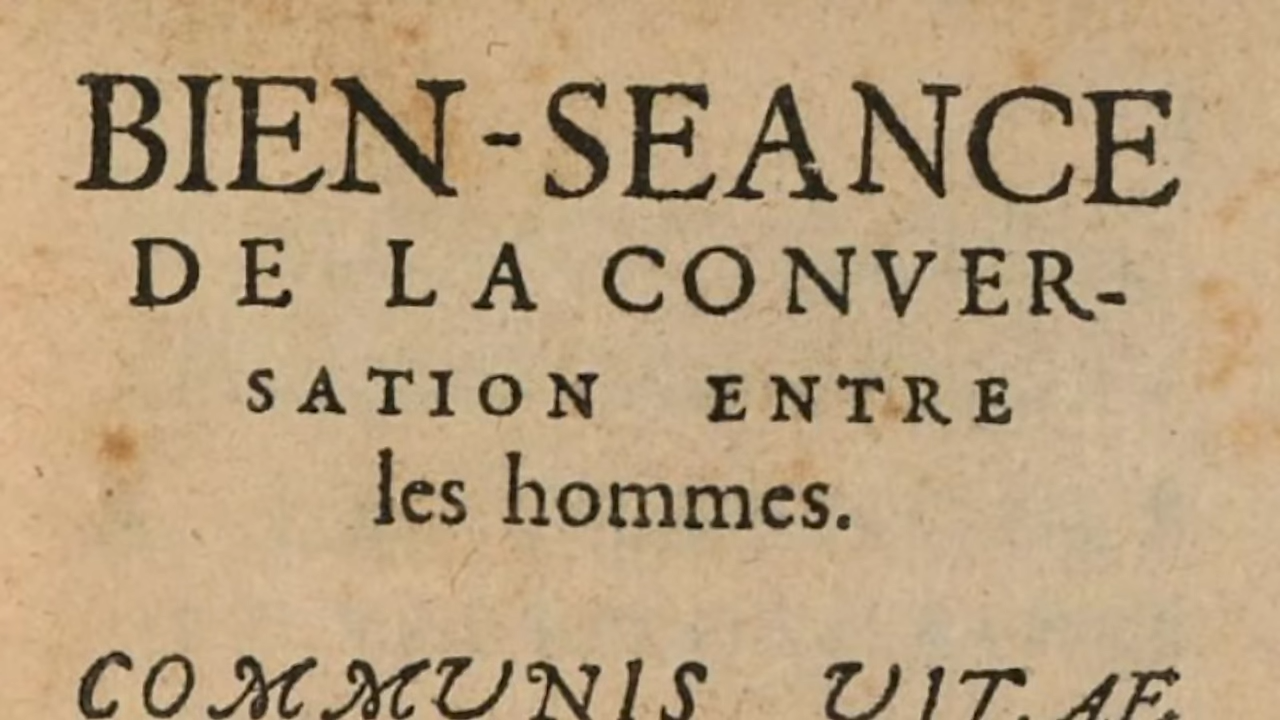 BIEN-SEANCE
DE LA CONVER-
SATION ENTRE
les hommes.
COMMUNIS VITAE